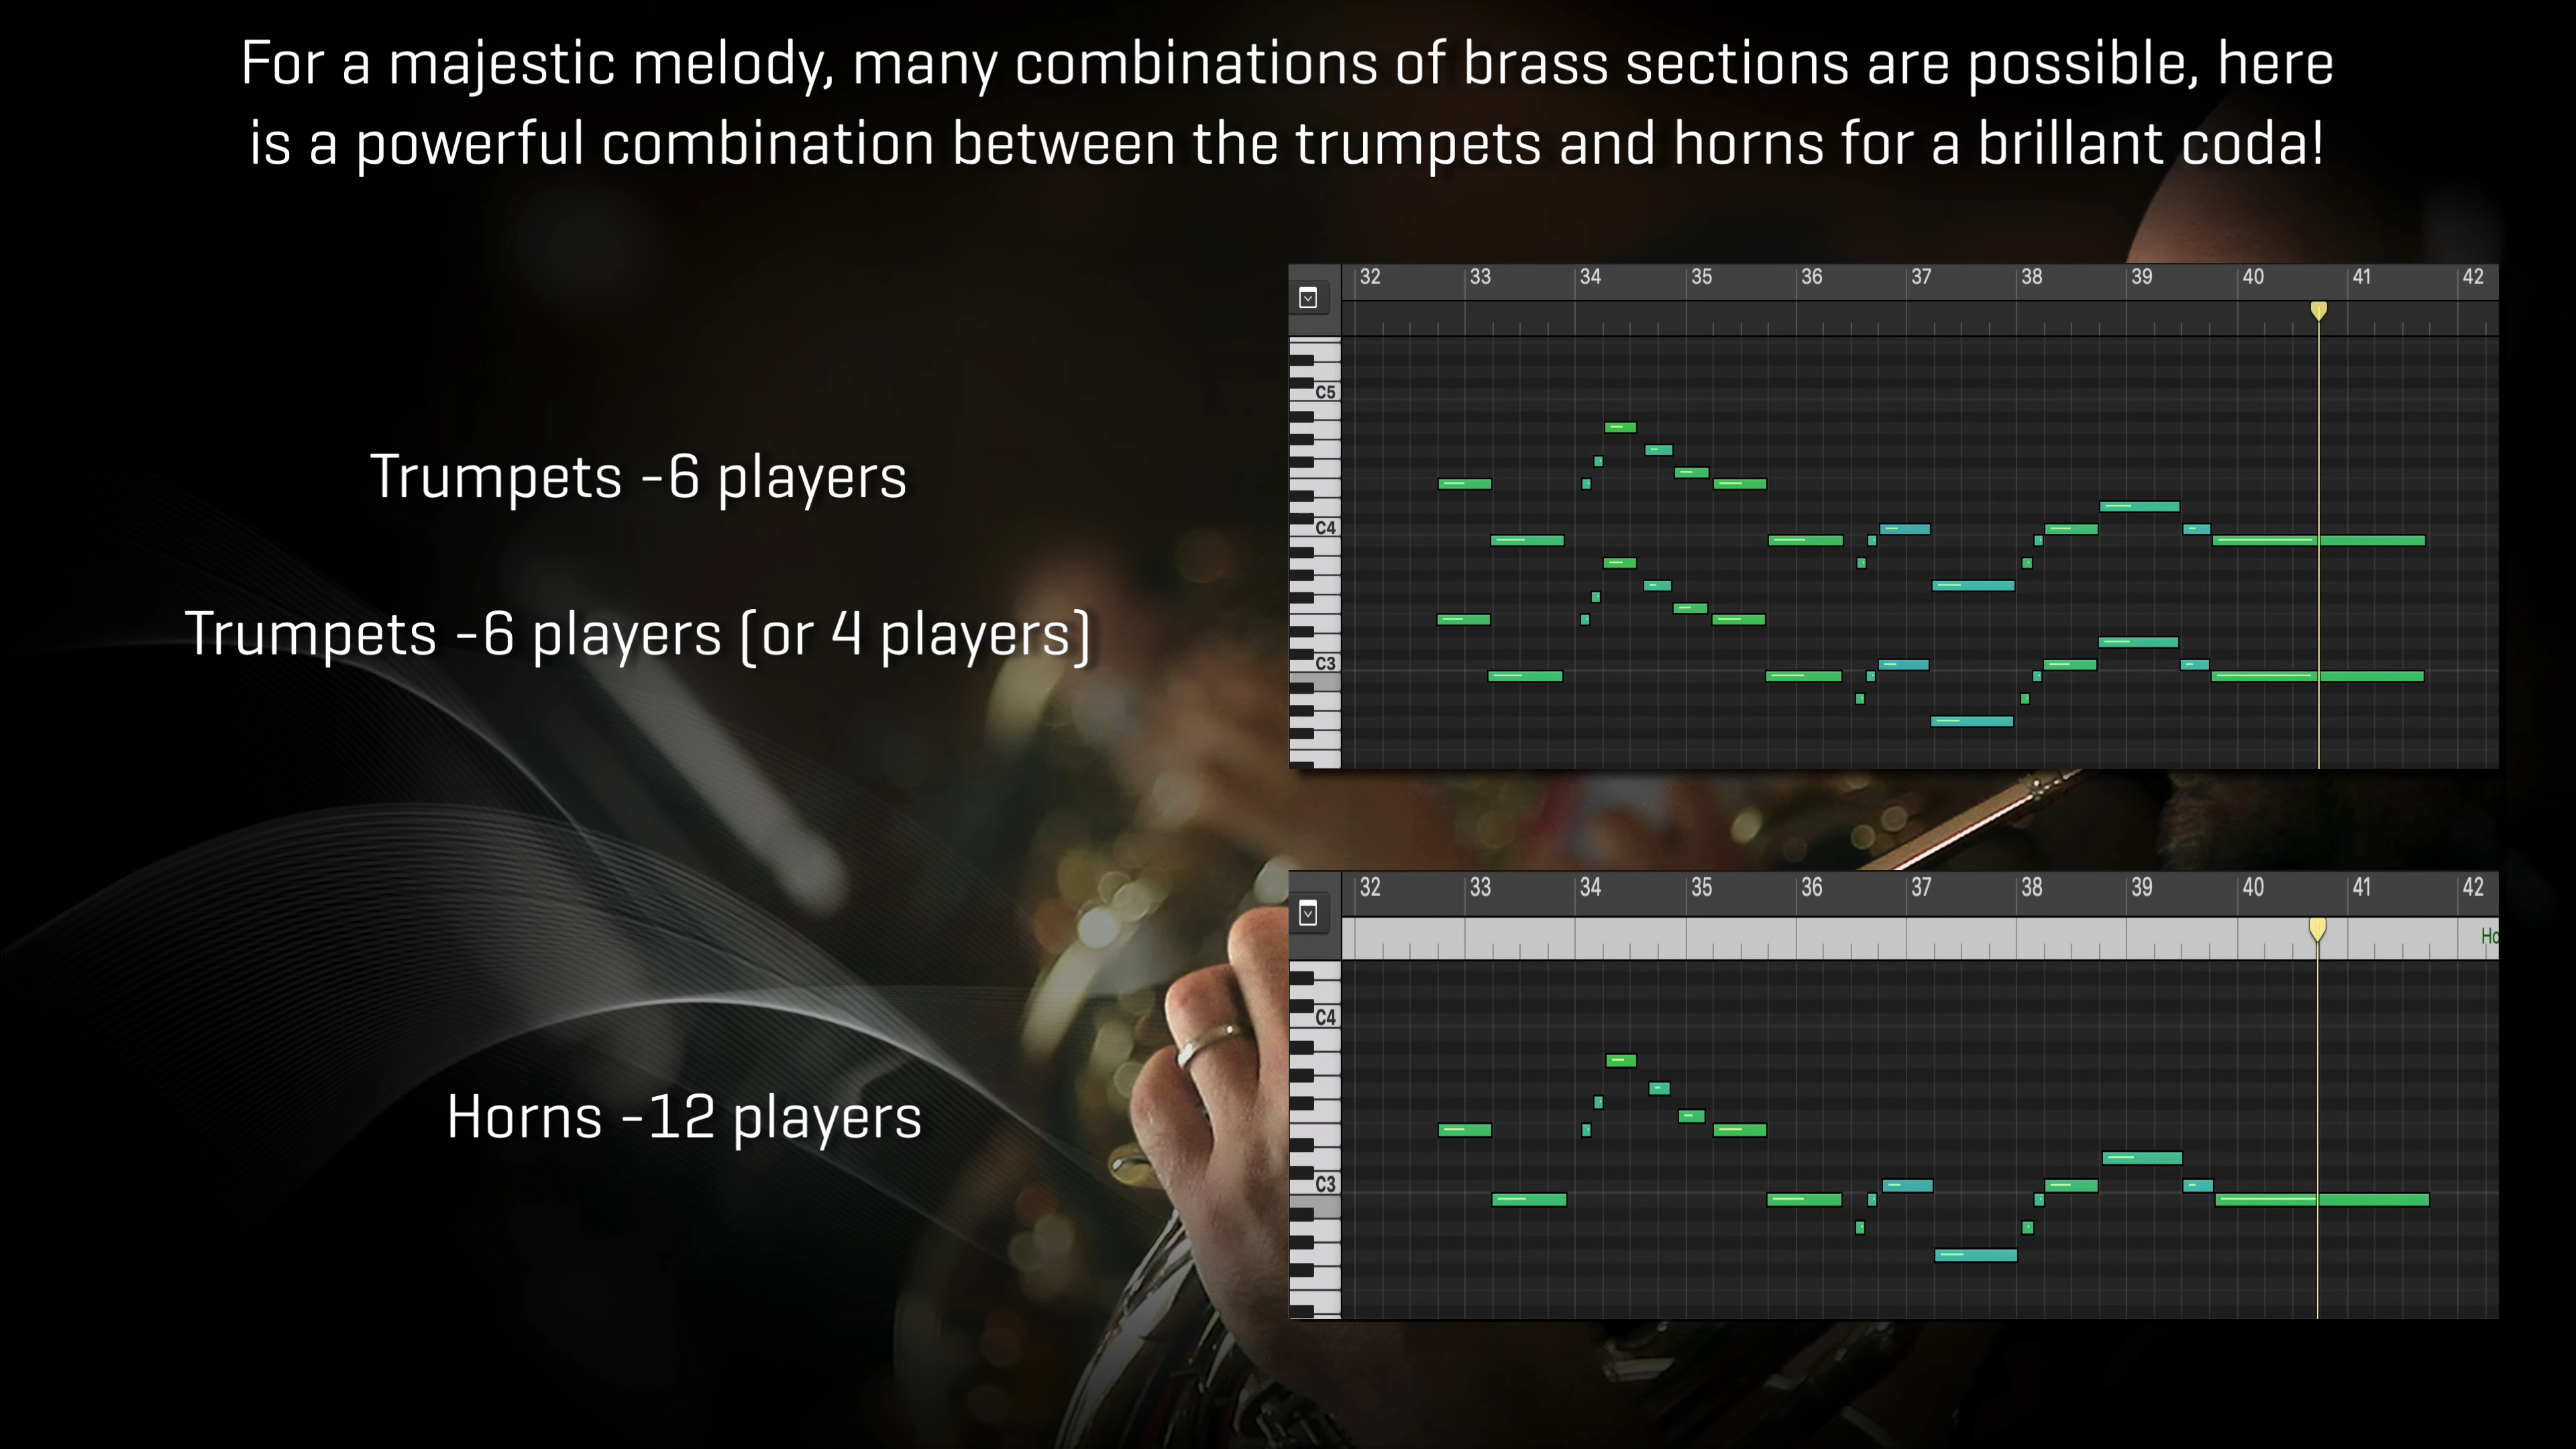 For a majestic melody, many combinations of brass sections are possible, here
is a powerful combination between the trumpets and horns for a brillant coda!
32 33 34 35 36 37 38 39 40 41 42
C5
Trumpets -6 players
C4
Trumpets -6 players (or 4 players)
C3
32 33 34 35 36 37 38 39 40 41 42
Ho
C4
Horns -12 players
C3